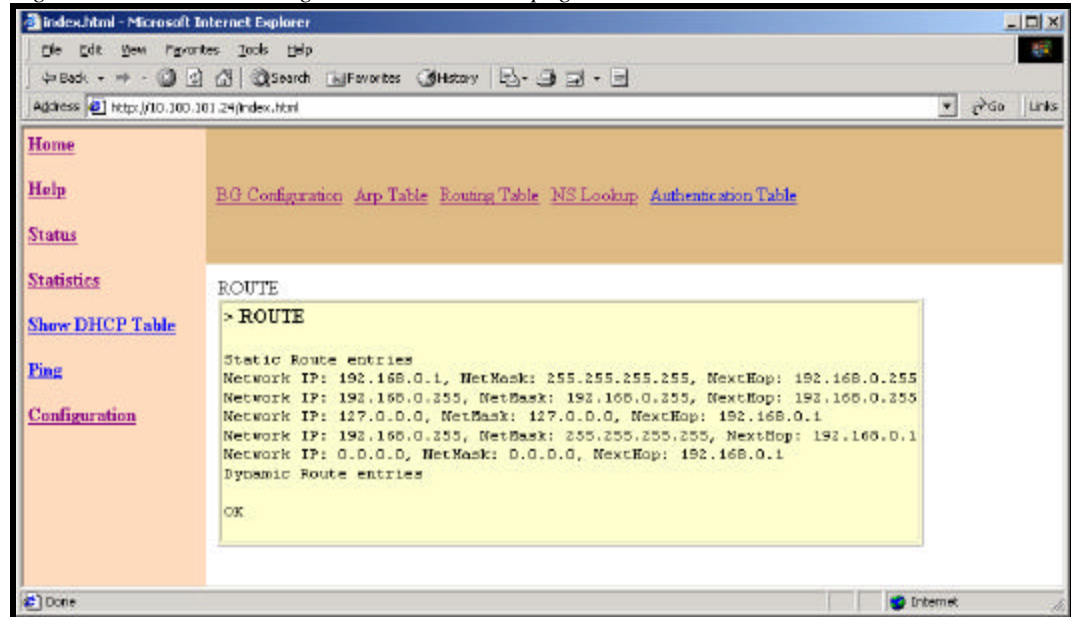 index.html - Microsoft Internet Explorer
File Edit View Favorites Tools Help
Back Search Favorites History
Address http://10.100.101.24/index.html Go Links
Home
Help
Status
Statistics
Show DHCP Table
Ping
Configuration
BG Configuration Arp Table Routing Table NS Lookup Authentication Table
ROUTE
> ROUTE
Static Route entries
Network IP: 192.168.0.1, NetMask: 255.255.255.255, NextHop: 192.168.0.255
Network IP: 192.168.0.255, NetMask: 192.168.0.255, NextHop: 192.168.0.255
Network IP: 127.0.0.0, NetMask: 127.0.0.0, NextHop: 192.168.0.1
Network IP: 192.168.0.255, NetMask: 255.255.255.255, NextHop: 192.168.0.1
Network IP: 0.0.0.0, NetMask: 0.0.0.0, NextHop: 192.168.0.1
Dynamic Route entries
OK
Done Internet